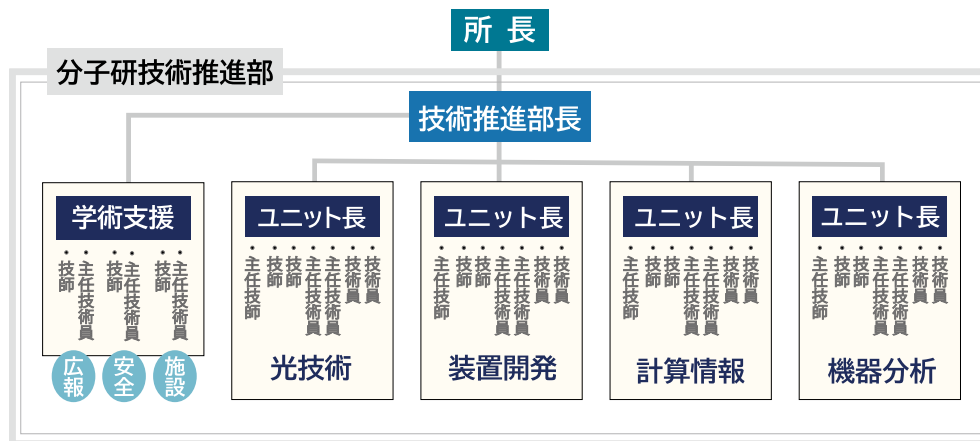 所長
分子研技術推進部
技術推進部長
学術支援
・技師
・主任技術員
・技師
・主任技術員
・技師
・主任技術員
広報
安全
施設
ユニット長
・主任技師
・技師
・技師
・主任技術員
・主任技術員
・技術員
・技術員
光技術
ユニット長
・主任技師
・技師
・技師
・主任技術員
・主任技術員
・技術員
・技術員
装置開発
ユニット長
・主任技師
・技師
・技師
・主任技術員
・主任技術員
・技術員
・技術員
計算情報
ユニット長
・主任技師
・技師
・技師
・主任技術員
・主任技術員
・技術員
・技術員
機器分析